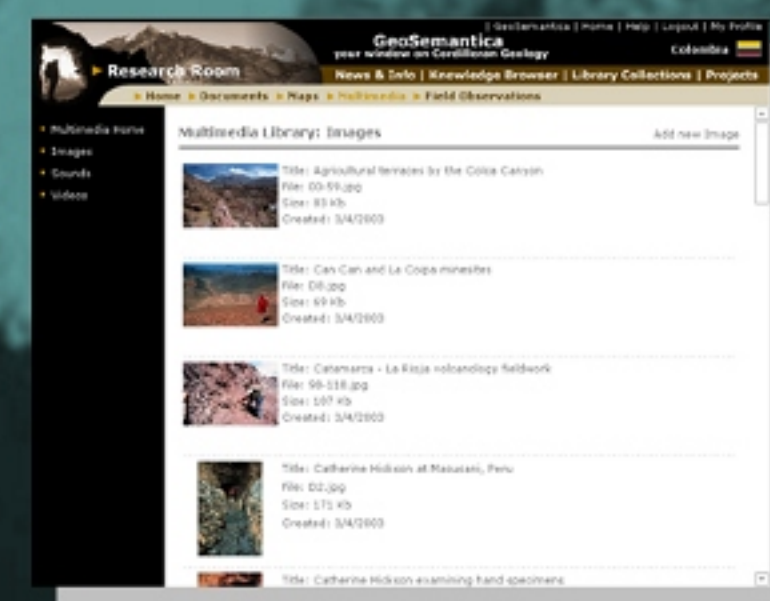 | GeoSemantica | Home | Help | Logout | My Profile
GeoSemantica
your window on Cordilleran Geology
Colombia
Research Room
News & Info | Knowledge Browser | Library Collections | Projects
Home Documents Maps Multimedia Field Observations
Multimedia Home
Images
Sounds
Videos
Multimedia Library: Images
Add new Image
Title: Agricultural terraces by the Colca Canyon
File: 00-59.jpg
Size: 83 Kb
Created: 3/4/2003
Title: Can Can and La Coipa minesites
File: D8.jpg
Size: 69 Kb
Created: 3/4/2003
Title: Catamarca - La Rioja volcanology fieldwork
File: 98-118.jpg
Size: 107 Kb
Created: 3/4/2003
Title: Catherine Hickson at Macusani, Peru
File: D2.jpg
Size: 171 Kb
Created: 3/4/2003
Title: Catherine Hickson examining hand specimens